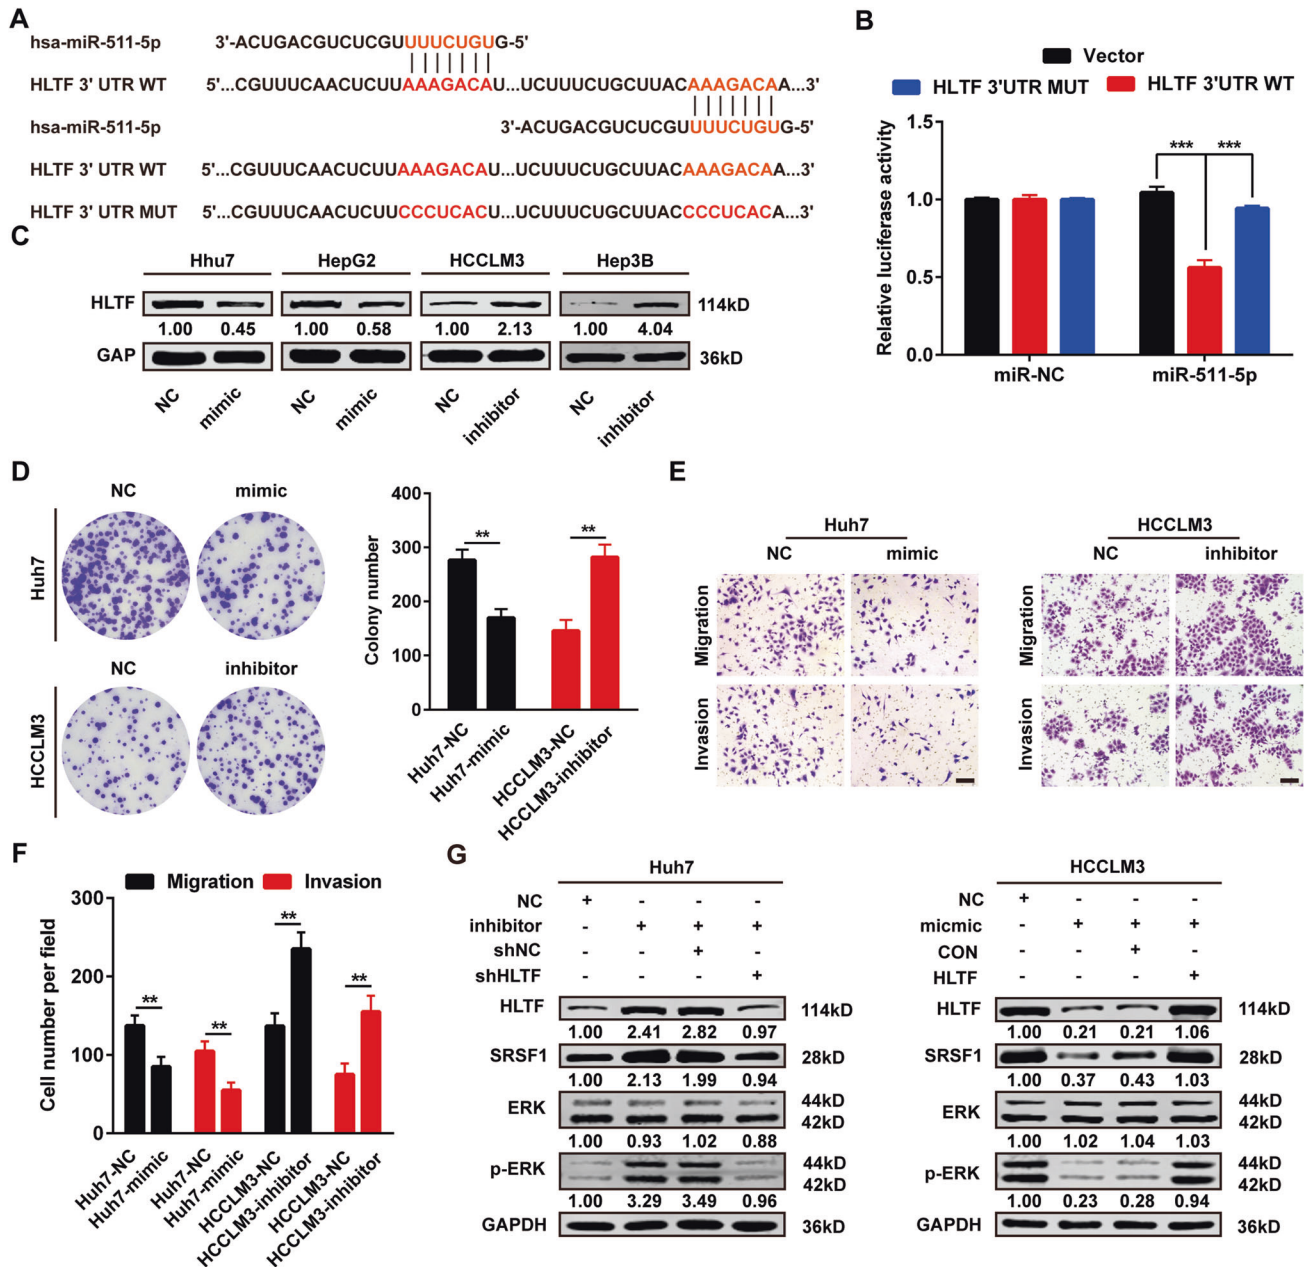 A
hsa-miR-511-5p 3'-ACUGACGUCUCGUUUUCUGUG-5'
HLTF 3' UTR WT 5'...CGUUUCAACUCUUAAAGACAU...UCUUUCUGCUUACAAAGACAA...3'
hsa-miR-511-5p 3'-ACUGACGUCUCGUUUUCUGUG-5'
HLTF 3' UTR WT 5'...CGUUUCAACUCUUAAAGACAU...UCUUUCUGCUUACAAAGACAA...3'
HLTF 3' UTR MUT 5'...CGUUUCAACUCUUCCCUCACU...UCUUUCUGCUUACCCCUCACA...3'
B
Vector
HLTF 3'UTR MUT HLTF 3'UTR WT
Relative luciferase activity
1.5
1.0
0.5
0.0
*** ***
miR-NC miR-511-5p
C
Hhu7 HepG2 HCCLM3 Hep3B
HLTF 114kD
1.00 0.45 1.00 0.58 1.00 2.13 1.00 4.04
GAP 36kD
NC mimic NC mimic NC inhibitor NC inhibitor
D
NC mimic
Huh7
NC inhibitor
HCCLM3
Colony number
400
300
200
100
0
** **
Huh7-NC
Huh7-mimic
HCCLM3-NC
HCCLM3-inhibitor
E
Huh7 HCCLM3
NC mimic NC inhibitor
Migration Migration
Invasion Invasion
F
Migration Invasion
Cell number per field
300
200
100
0
** ** ** **
Huh7-NC
Huh7-mimic
Huh7-NC
Huh7-mimic
HCCLM3-NC
HCCLM3-inhibitor
HCCLM3-NC
HCCLM3-inhibitor
G
Huh7
NC + - - -
inhibitor - + + +
shNC - - + -
shHLTF - - - +
HLTF 114kD
1.00 2.41 2.82 0.97
SRSF1 28kD
1.00 2.13 1.99 0.94
ERK 44kD
42kD
1.00 0.93 1.02 0.88
p-ERK 44kD
42kD
1.00 3.29 3.49 0.96
GAPDH 36kD
HCCLM3
NC + - - -
micmic - + + +
CON - - + -
HLTF - - - +
HLTF 114kD
1.00 0.21 0.21 1.06
SRSF1 28kD
1.00 0.37 0.43 1.03
ERK 44kD
42kD
1.00 1.02 1.04 1.03
p-ERK 44kD
42kD
1.00 0.23 0.28 0.94
GAPDH 36kD